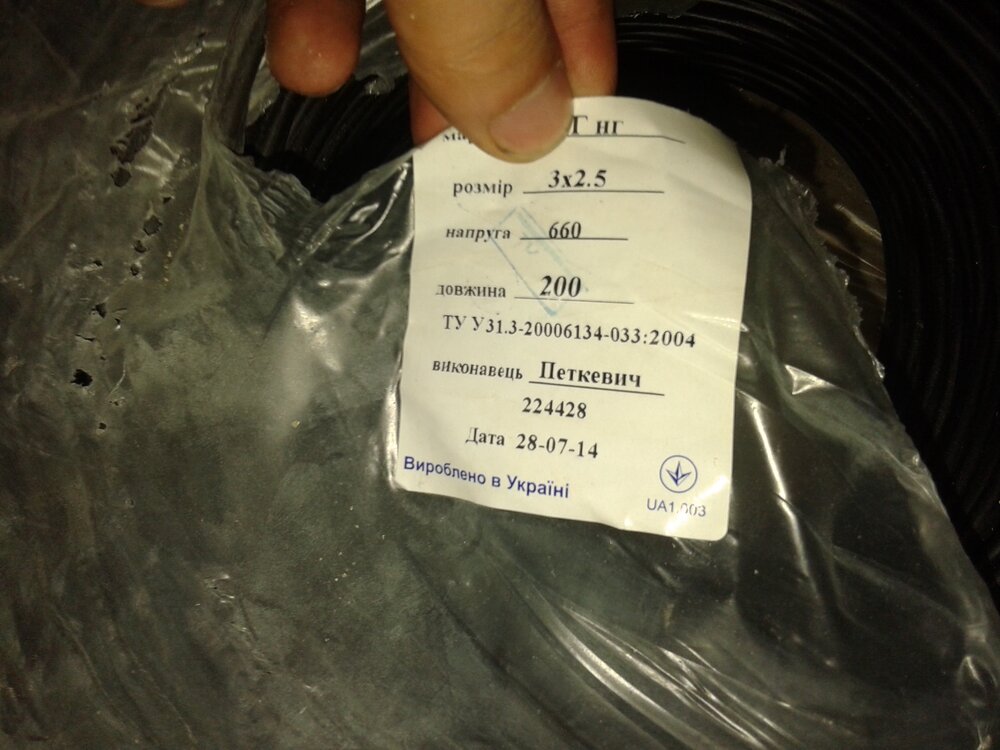 Г нг
розмір 3х2.5
напруга 660
довжина 200
ТУ У31.3-20006134-033:2004
виконавець Петкевич
224428
Дата 28-07-14
Вироблено в Україні
UA1.003